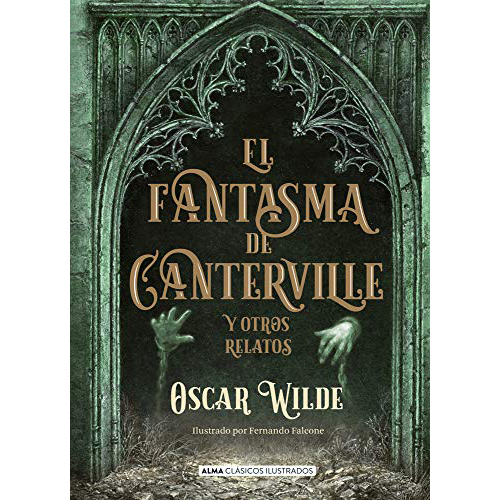 EL
FANTASMA
DE
CANTERVILLE
Y OTROS
RELATOS
OSCAR WILDE
Ilustrado por Fernando Falcone
ALMA CLÁSICOS ILUSTRADOS